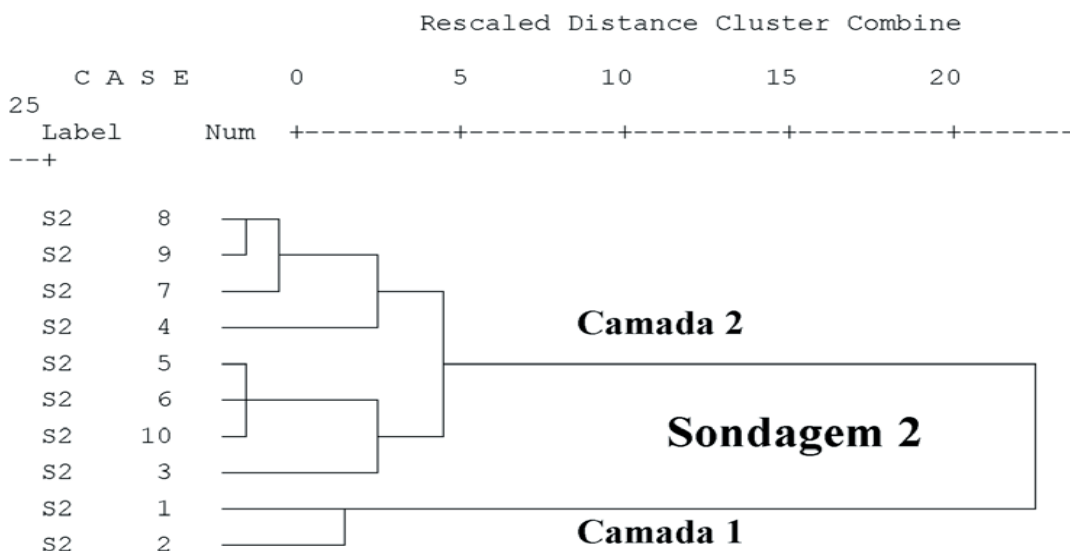 Rescaled Distance Cluster Combine
C A S E 0 5 10 15 20
25
Label Num +---------+---------+---------+---------+-------
--+
S2 8
S2 9
S2 7
S2 4
Camada 2
S2 5
S2 6
Sondagem 2
S2 10
S2 3
S2 1
Camada 1
S2 2